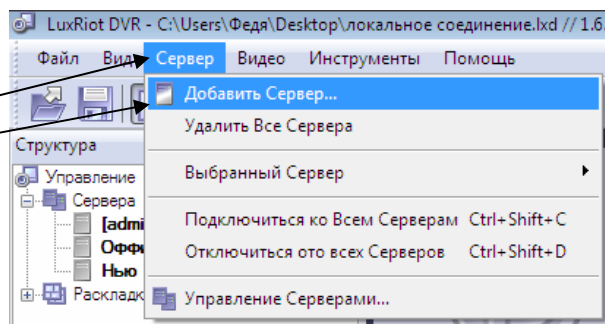 LuxRiot DVR - C:\Users\Федя\Desktop\локальное соединение.lxd // 1.6.
Файл Вид Сервер Видео Инструменты Помощь
Добавить Сервер...
Удалить Все Сервера
Структура
Выбранный Сервер
Управление
Сервера
[admi
Подключиться ко Всем Серверам Ctrl+Shift+C
Оффи
Отключиться ото всех Серверов Ctrl+Shift+D
Нью
Раскладк
Управление Серверами...